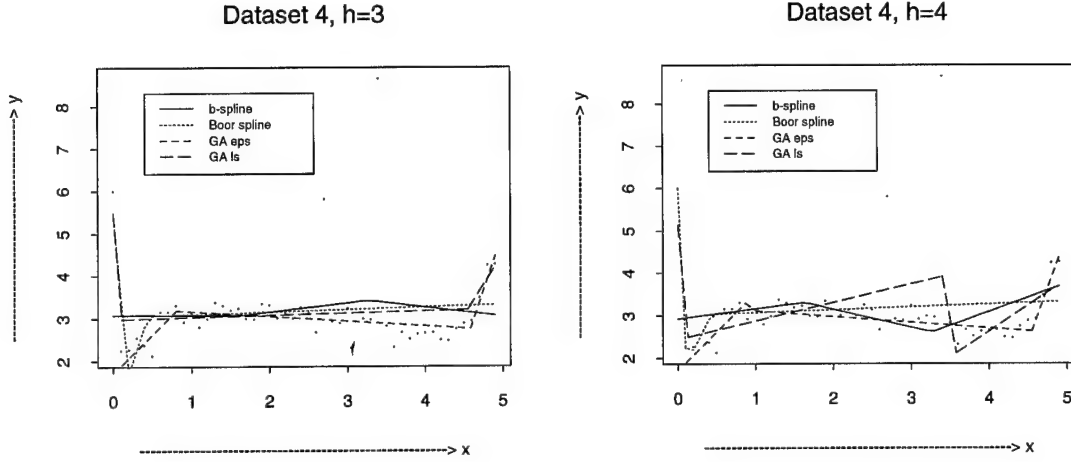 Dataset 4, h=3
y
8
7
6
5
4
3
2
b-spline
Boor spline
GA eps
GA ls
0 1 2 3 4 5
x
Dataset 4, h=4
y
8
7
6
5
4
3
2
b-spline
Boor spline
GA eps
GA ls
0 1 2 3 4 5
x